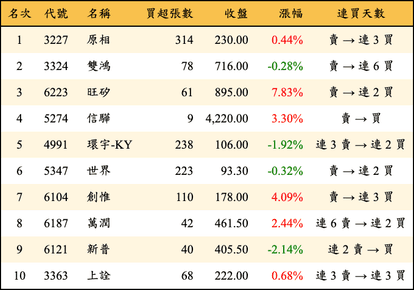 名次 代號 名稱 買超張數 收盤 漲幅 連買天數
1 3227 原相 314 230.00 0.44% 賣 → 連 3 買
2 3324 雙鴻 78 716.00 -0.28% 賣 → 連 6 買
3 6223 旺矽 61 895.00 7.83% 賣 → 連 2 買
4 5274 信驊 9 4,220.00 3.30% 賣 → 買
5 4991 環宇-KY 238 106.00 -1.92% 連 3 賣 → 連 2 買
6 5347 世界 223 93.30 -0.32% 賣 → 連 2 買
7 6104 創惟 110 178.00 4.09% 賣 → 連 3 買
8 6187 萬潤 42 461.50 2.44% 連 6 賣 → 連 2 買
9 6121 新普 40 405.50 -2.14% 連 2 賣 → 買
10 3363 上詮 68 222.00 0.68% 連 3 賣 → 連 3 買